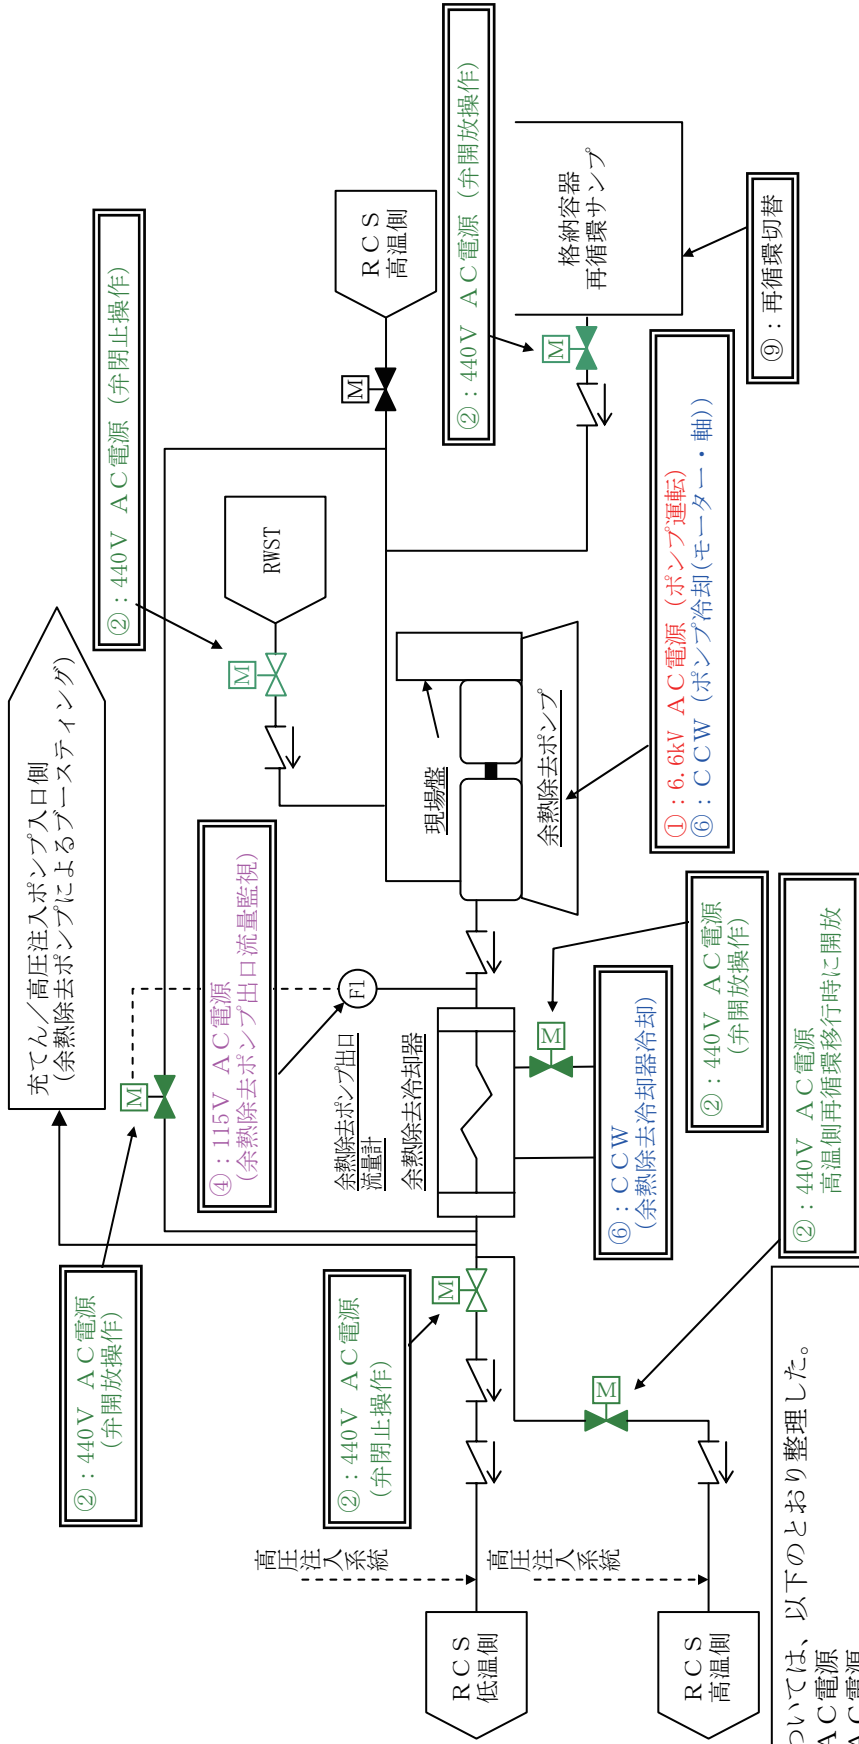 充てん／高圧注入ポンプ入口側
(余熱除去ポンプによるブースティング)
②：440V ＡＣ電源（弁閉止操作）
②：440V ＡＣ電源（弁開放操作）
ＲＣＳ
高温側
格納容器
再循環サンプ
⑨：再循環切替
RWST
M
M
M
M
M
M
M
現場盤
余熱除去ポンプ
①：6.6kV ＡＣ電源（ポンプ運転)
⑥：ＣＣＷ（ポンプ冷却(モーター・軸))
④：115V ＡＣ電源
(余熱除去ポンプ出口流量監視)
F1
余熱除去ポンプ出口
流量計
余熱除去冷却器
⑥：ＣＣＷ
(余熱除去冷却器冷却)
②：440V ＡＣ電源
(弁開放操作)
②：440V ＡＣ電源
高温側再循環移行時に開放
②：440V ＡＣ電源
(弁開放操作)
②：440V ＡＣ電源
(弁閉止操作)
高圧注入系統
高圧注入系統
ＲＣＳ
低温側
ＲＣＳ
高温側
ついては、以下のとおり整理した。
ＡＣ電源
ＡＣ電源